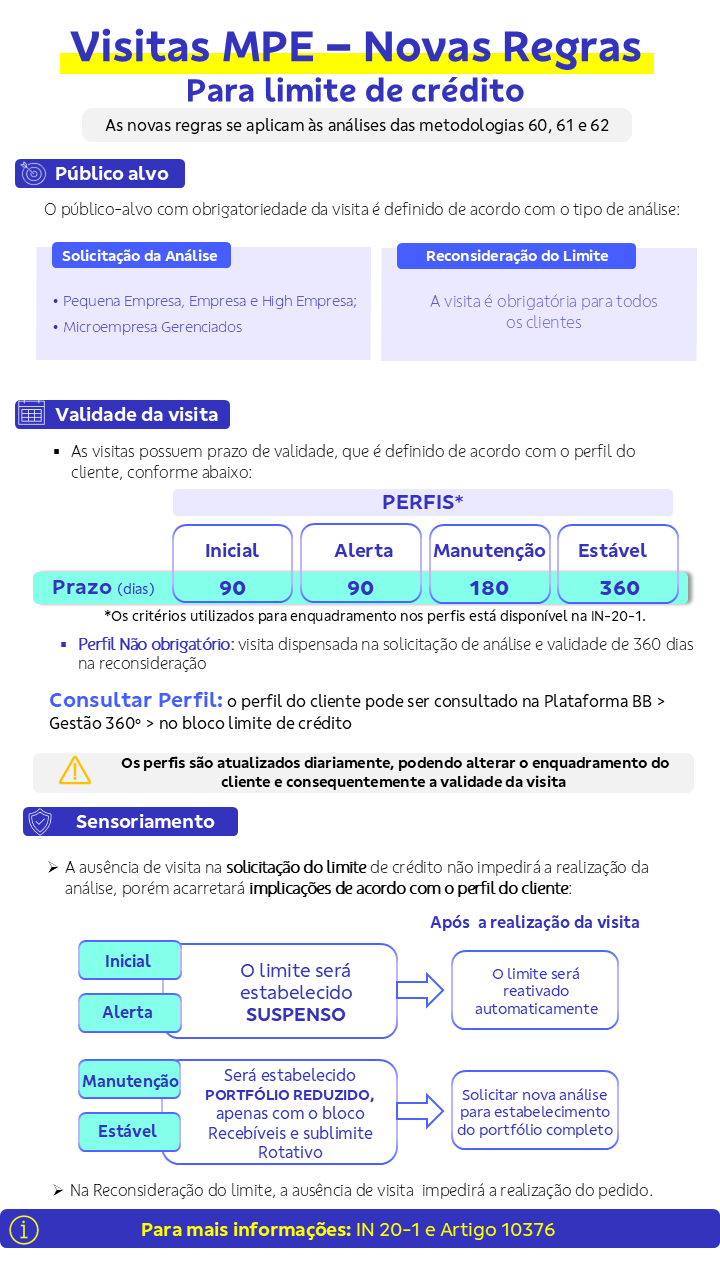 Visitas MPE – Novas Regras
Para limite de crédito
As novas regras se aplicam às análises das metodologias 60, 61 e 62
Público alvo
O público-alvo com obrigatoriedade da visita é definido de acordo com o tipo de análise:
Solicitação da Análise
• Pequena Empresa, Empresa e High Empresa;
• Microempresa Gerenciados
Reconsideração do Limite
A visita é obrigatória para todos
os clientes
Validade da visita
▪ As visitas possuem prazo de validade, que é definido de acordo com o perfil do
cliente, conforme abaixo:
PERFIS*
Inicial Alerta Manutenção Estável
Prazo (dias) 90 90 180 360
*Os critérios utilizados para enquadramento nos perfis está disponível na IN-20-1.
▪ Perfil Não obrigatório: visita dispensada na solicitação de análise e validade de 360 dias
na reconsideração
Consultar Perfil: o perfil do cliente pode ser consultado na Plataforma BB >
Gestão 360º > no bloco limite de crédito
Os perfis são atualizados diariamente, podendo alterar o enquadramento do
cliente e consequentemente a validade da visita
Sensoriamento
➢ A ausência de visita na solicitação do limite de crédito não impedirá a realização da
análise, porém acarretará implicações de acordo com o perfil do cliente:
Após a realização da visita
Inicial
Alerta
O limite será
estabelecido
SUSPENSO
O limite será
reativado
automaticamente
Manutenção
Estável
Será estabelecido
PORTFÓLIO REDUZIDO,
apenas com o bloco
Recebíveis e sublimite
Rotativo
Solicitar nova análise
para estabelecimento
do portfólio completo
➢ Na Reconsideração do limite, a ausência de visita impedirá a realização do pedido.
Para mais informações: IN 20-1 e Artigo 10376